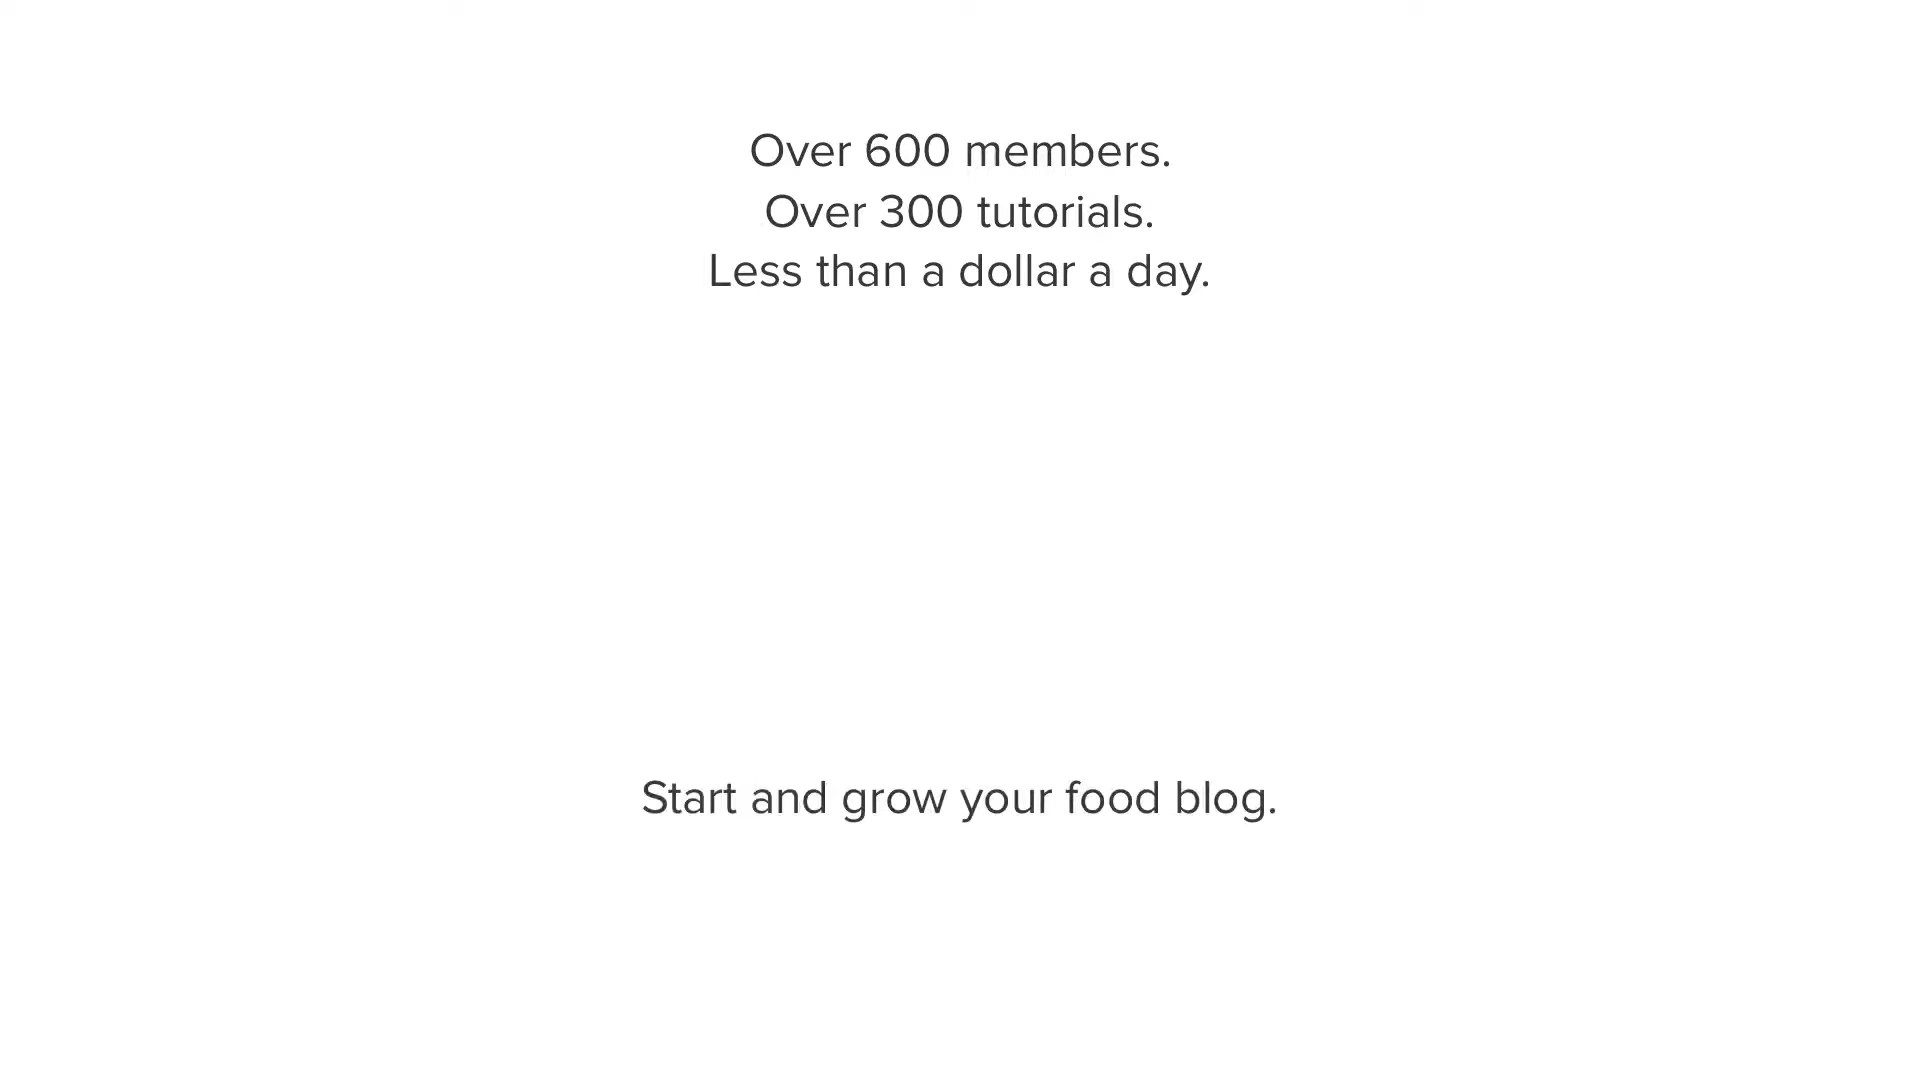 Over 600 members.
Over 300 tutorials.
Less than a dollar a day.
Start and grow your food blog.